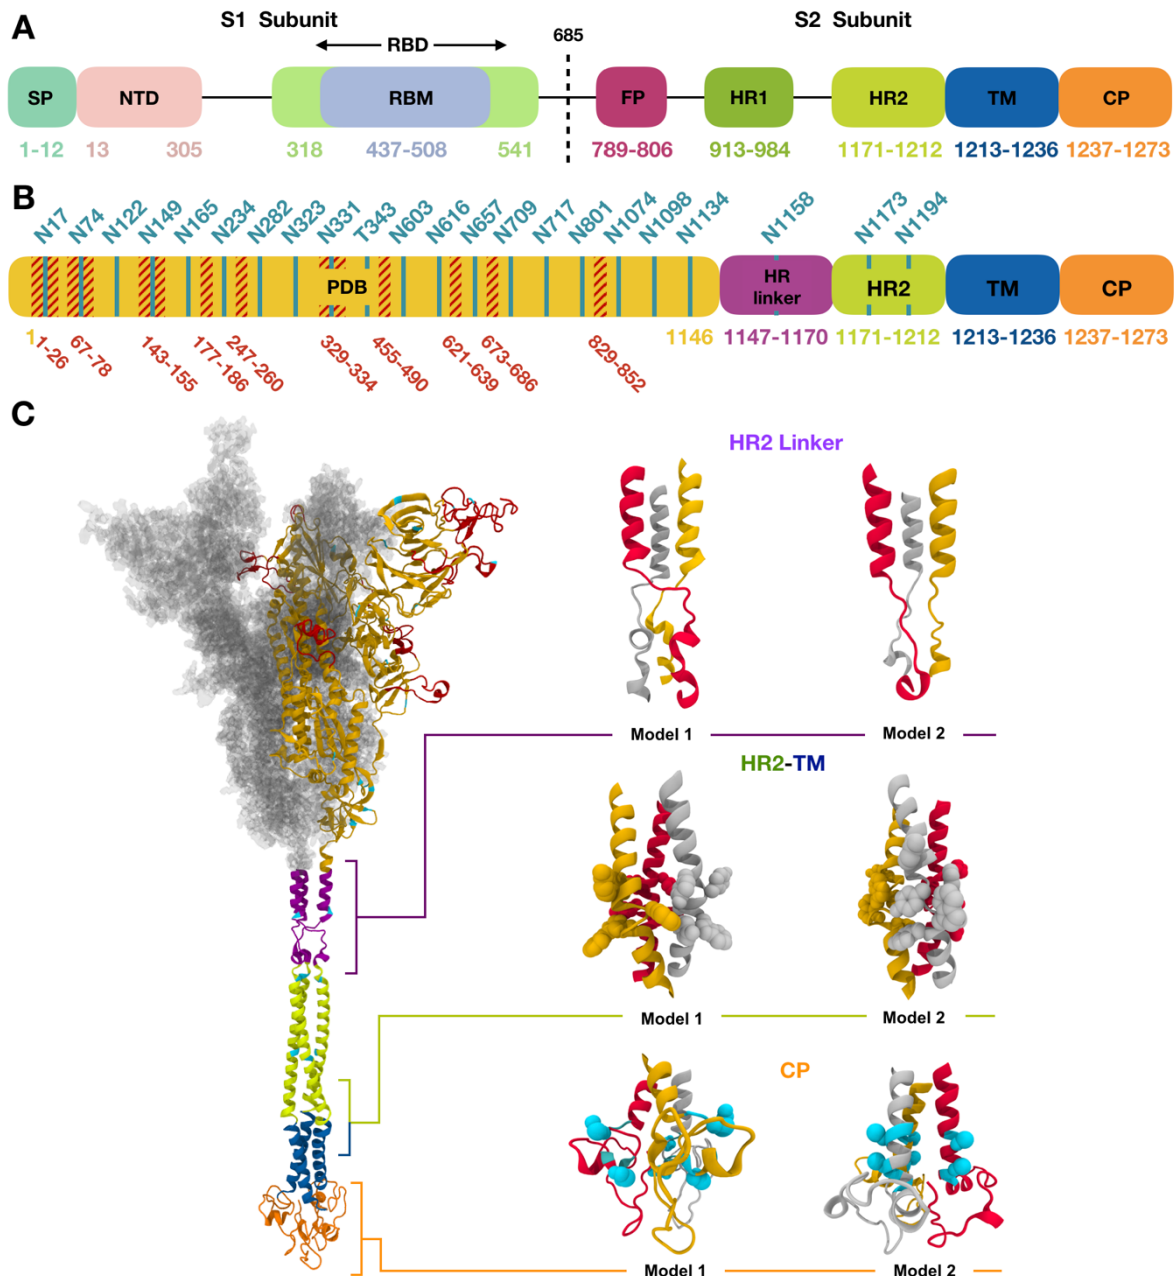 A
S1 Subunit
S2 Subunit
RBD
685
SP
NTD
RBM
FP
HR1
HR2
TM
CP
1-12
13
305
318
437-508
541
789-806
913-984
1171-1212
1213-1236
1237-1273
B
N17
N74
N122
N149
N165
N234
N282
N323
N331
T343
N603
N616
N657
N709
N717
N801
N1074
N1098
N1134
N1158
N1173
N1194
PDB
HR
linker
HR2
TM
CP
1
1-26
67-78
143-155
177-186
247-260
329-334
455-490
621-639
673-686
829-852
1146
1147-1170
1171-1212
1213-1236
1237-1273
C
HR2 Linker
Model 1
Model 2
HR2-TM
Model 1
Model 2
CP
Model 1
Model 2